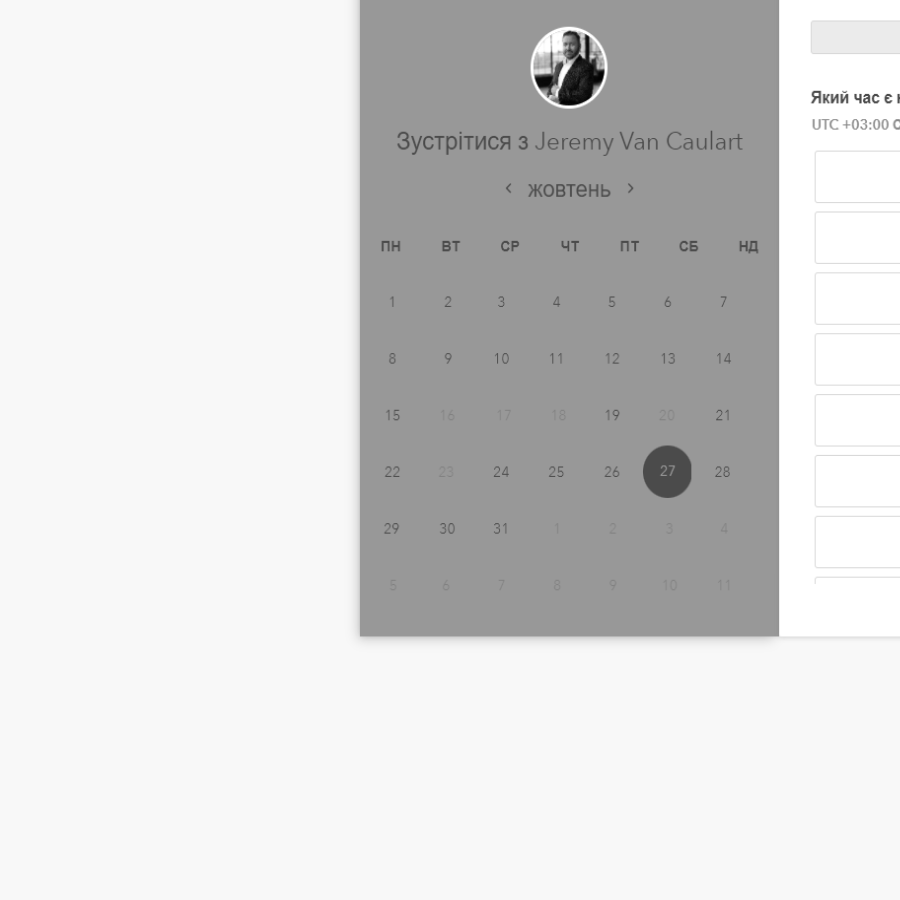 Зустрітися з Jeremy Van Caulart
‹ жовтень ›
ПН ВТ СР ЧТ ПТ СБ НД
1 2 3 4 5 6 7
8 9 10 11 12 13 14
15 16 17 18 19 20 21
22 23 24 25 26 27 28
29 30 31 1 2 3 4
5 6 7 8 9 10 11
Який час є
UTC +03:00